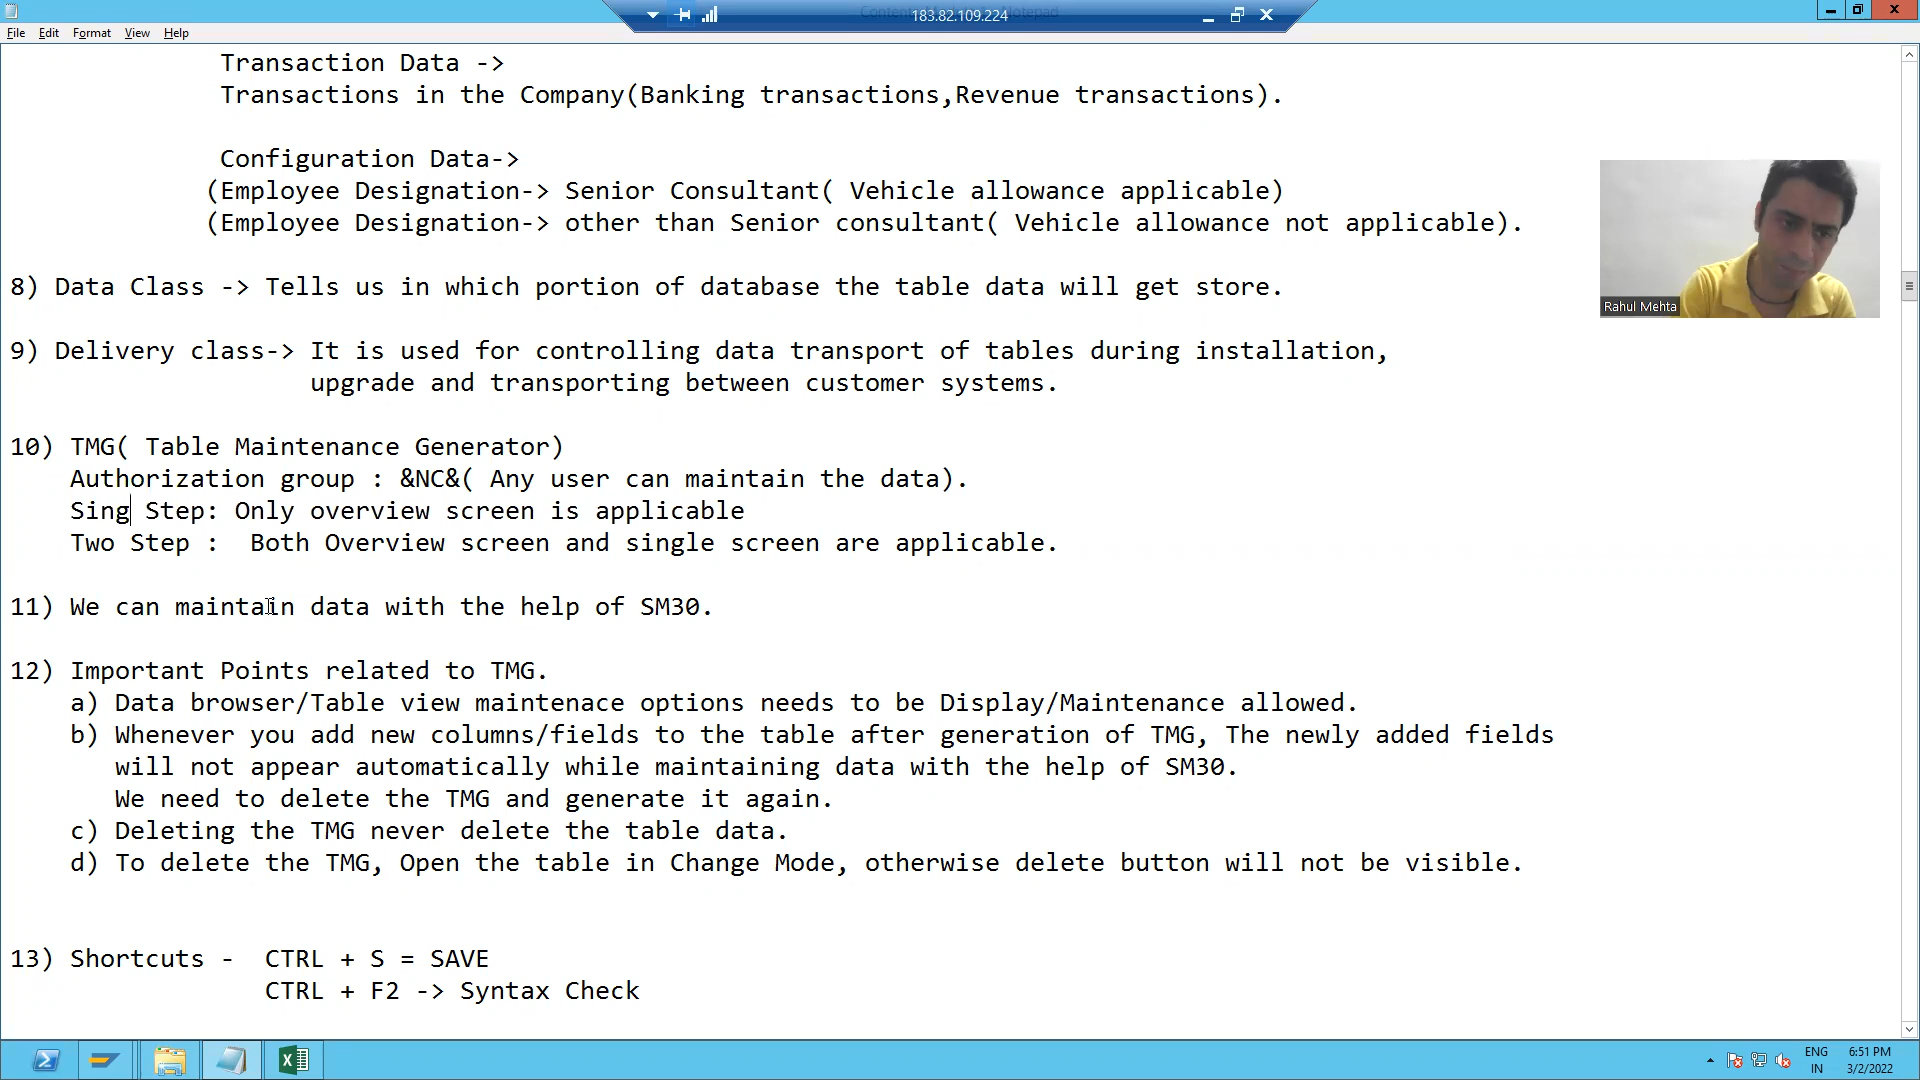 183.82.109.224
File Edit Format View Help
Transaction Data ->
Transactions in the Company(Banking transactions,Revenue transactions).
Configuration Data->
(Employee Designation-> Senior Consultant( Vehicle allowance applicable)
(Employee Designation-> other than Senior consultant( Vehicle allowance not applicable).
Rahul Mehta
8) Data Class -> Tells us in which portion of database the table data will get store.
9) Delivery class-> It is used for controlling data transport of tables during installation,
upgrade and transporting between customer systems.
10) TMG( Table Maintenance Generator)
Authorization group : &NC&( Any user can maintain the data).
Sing Step: Only overview screen is applicable
Two Step :  Both Overview screen and single screen are applicable.
11) We can maintain data with the help of SM30.
12) Important Points related to TMG.
a) Data browser/Table view maintenace options needs to be Display/Maintenance allowed.
b) Whenever you add new columns/fields to the table after generation of TMG, The newly added fields
will not appear automatically while maintaining data with the help of SM30.
We need to delete the TMG and generate it again.
c) Deleting the TMG never delete the table data.
d) To delete the TMG, Open the table in Change Mode, otherwise delete button will not be visible.
13) Shortcuts -  CTRL + S = SAVE
CTRL + F2 -> Syntax Check
ENG 6:51 PM
IN 3/2/2022